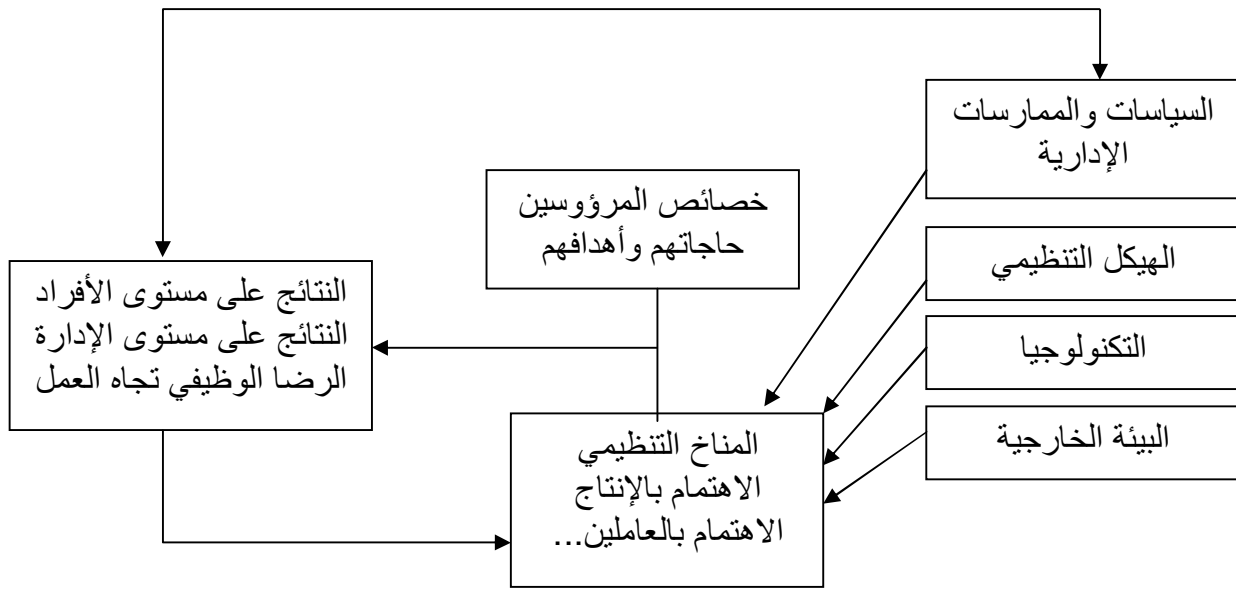 السياسات والممارسات
الإدارية
خصائص المرؤوسين
حاجاتهم وأهدافهم
الهيكل التنظيمي
النتائج على مستوى الأفراد
النتائج على مستوى الإدارة
الرضا الوظيفي تجاه العمل
التكنولوجيا
البيئة الخارجية
المناخ التنظيمي
الاهتمام بالإنتاج
الاهتمام بالعاملين...